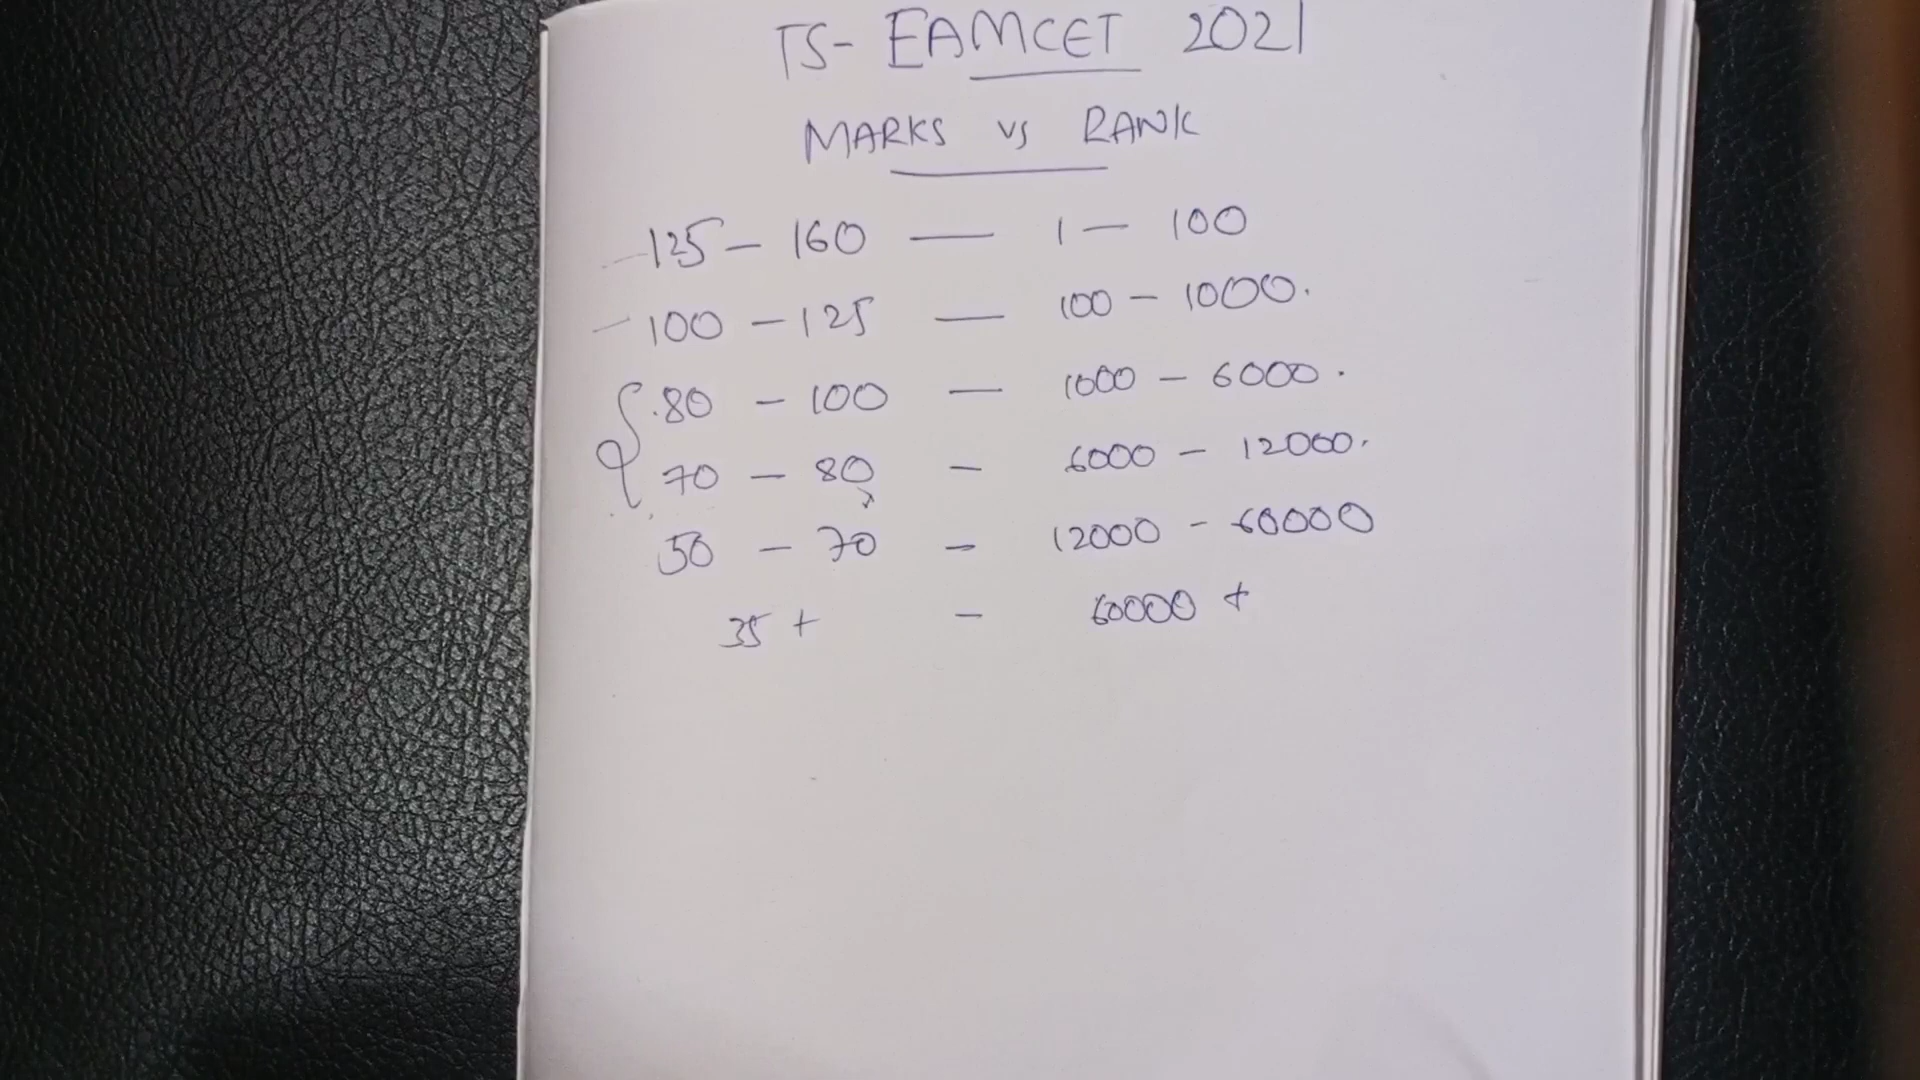 TS- EAMCET 2021
MARKS vs RANK
125 - 160 — 1 - 100
100 - 125 — 100 - 1000.
80 - 100 — 1000 - 6000.
70 - 80 - 6000 - 12000.
50 - 70 - 12000 - 60000
35 + - 60000 +